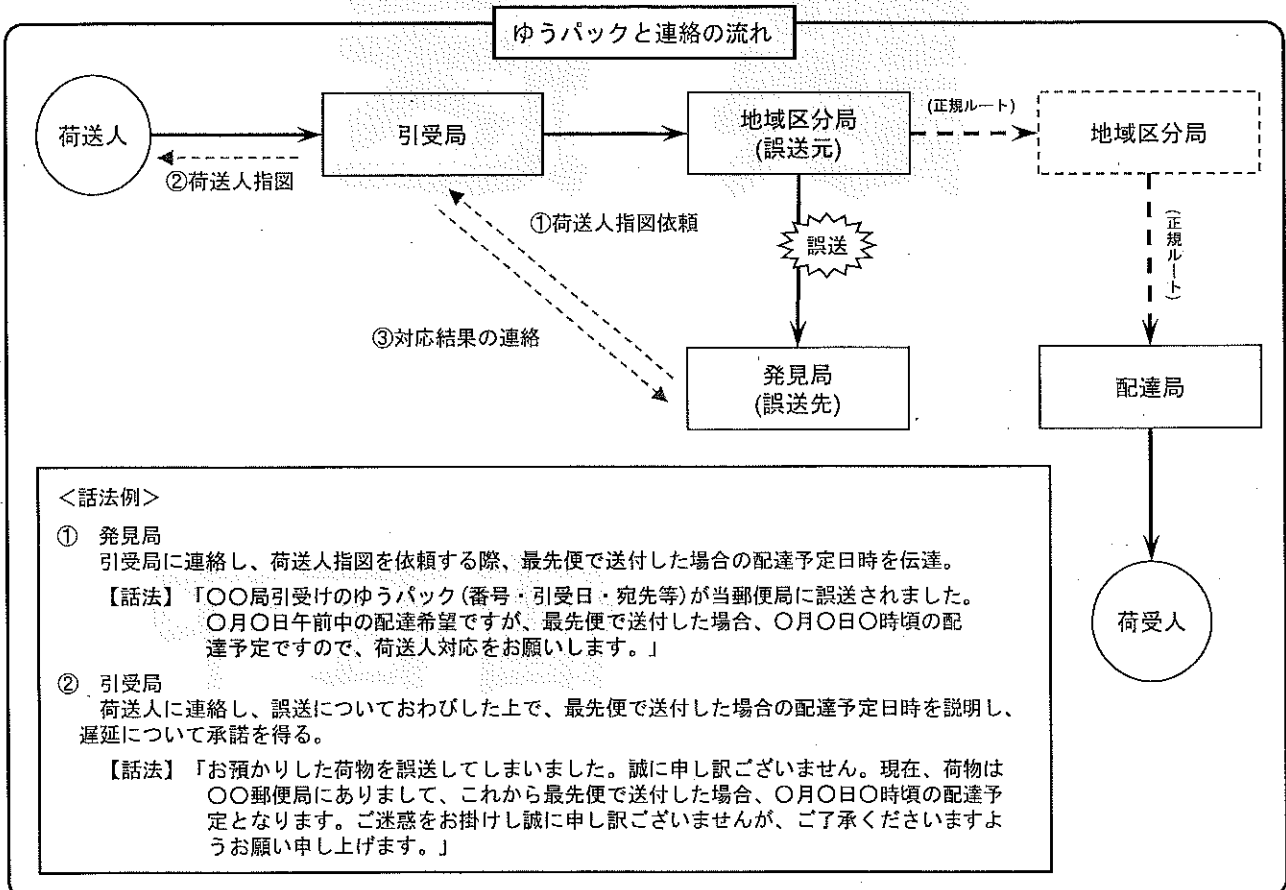 ゆうパックと連絡の流れ
荷送人
引受局
地域区分局
(誤送元)
(正規ルート)
地域区分局
②荷送人指図
①荷送人指図依頼
誤送
(正規ルート)
③対応結果の連絡
発見局
(誤送先)
配達局
荷受人
＜話法例＞
① 発見局
引受局に連絡し、荷送人指図を依頼する際、最先便で送付した場合の配達予定日時を伝達。
【話法】「〇〇局引受けのゆうパック(番号・引受日・宛先等)が当郵便局に誤送されました。
〇月〇日午前中の配達希望ですが、最先便で送付した場合、〇月〇日〇時頃の配
達予定ですので、荷送人対応をお願いします。」
② 引受局
荷送人に連絡し、誤送についておわびした上で、最先便で送付した場合の配達予定日時を説明し、
遅延について承諾を得る。
【話法】「お預かりした荷物を誤送してしまいました。誠に申し訳ございません。現在、荷物は
〇〇郵便局にありまして、これから最先便で送付した場合、〇月〇日〇時頃の配達予
定となります。ご迷惑をお掛けし誠に申し訳ございませんが、ご了承くださいますよ
うお願い申し上げます。」